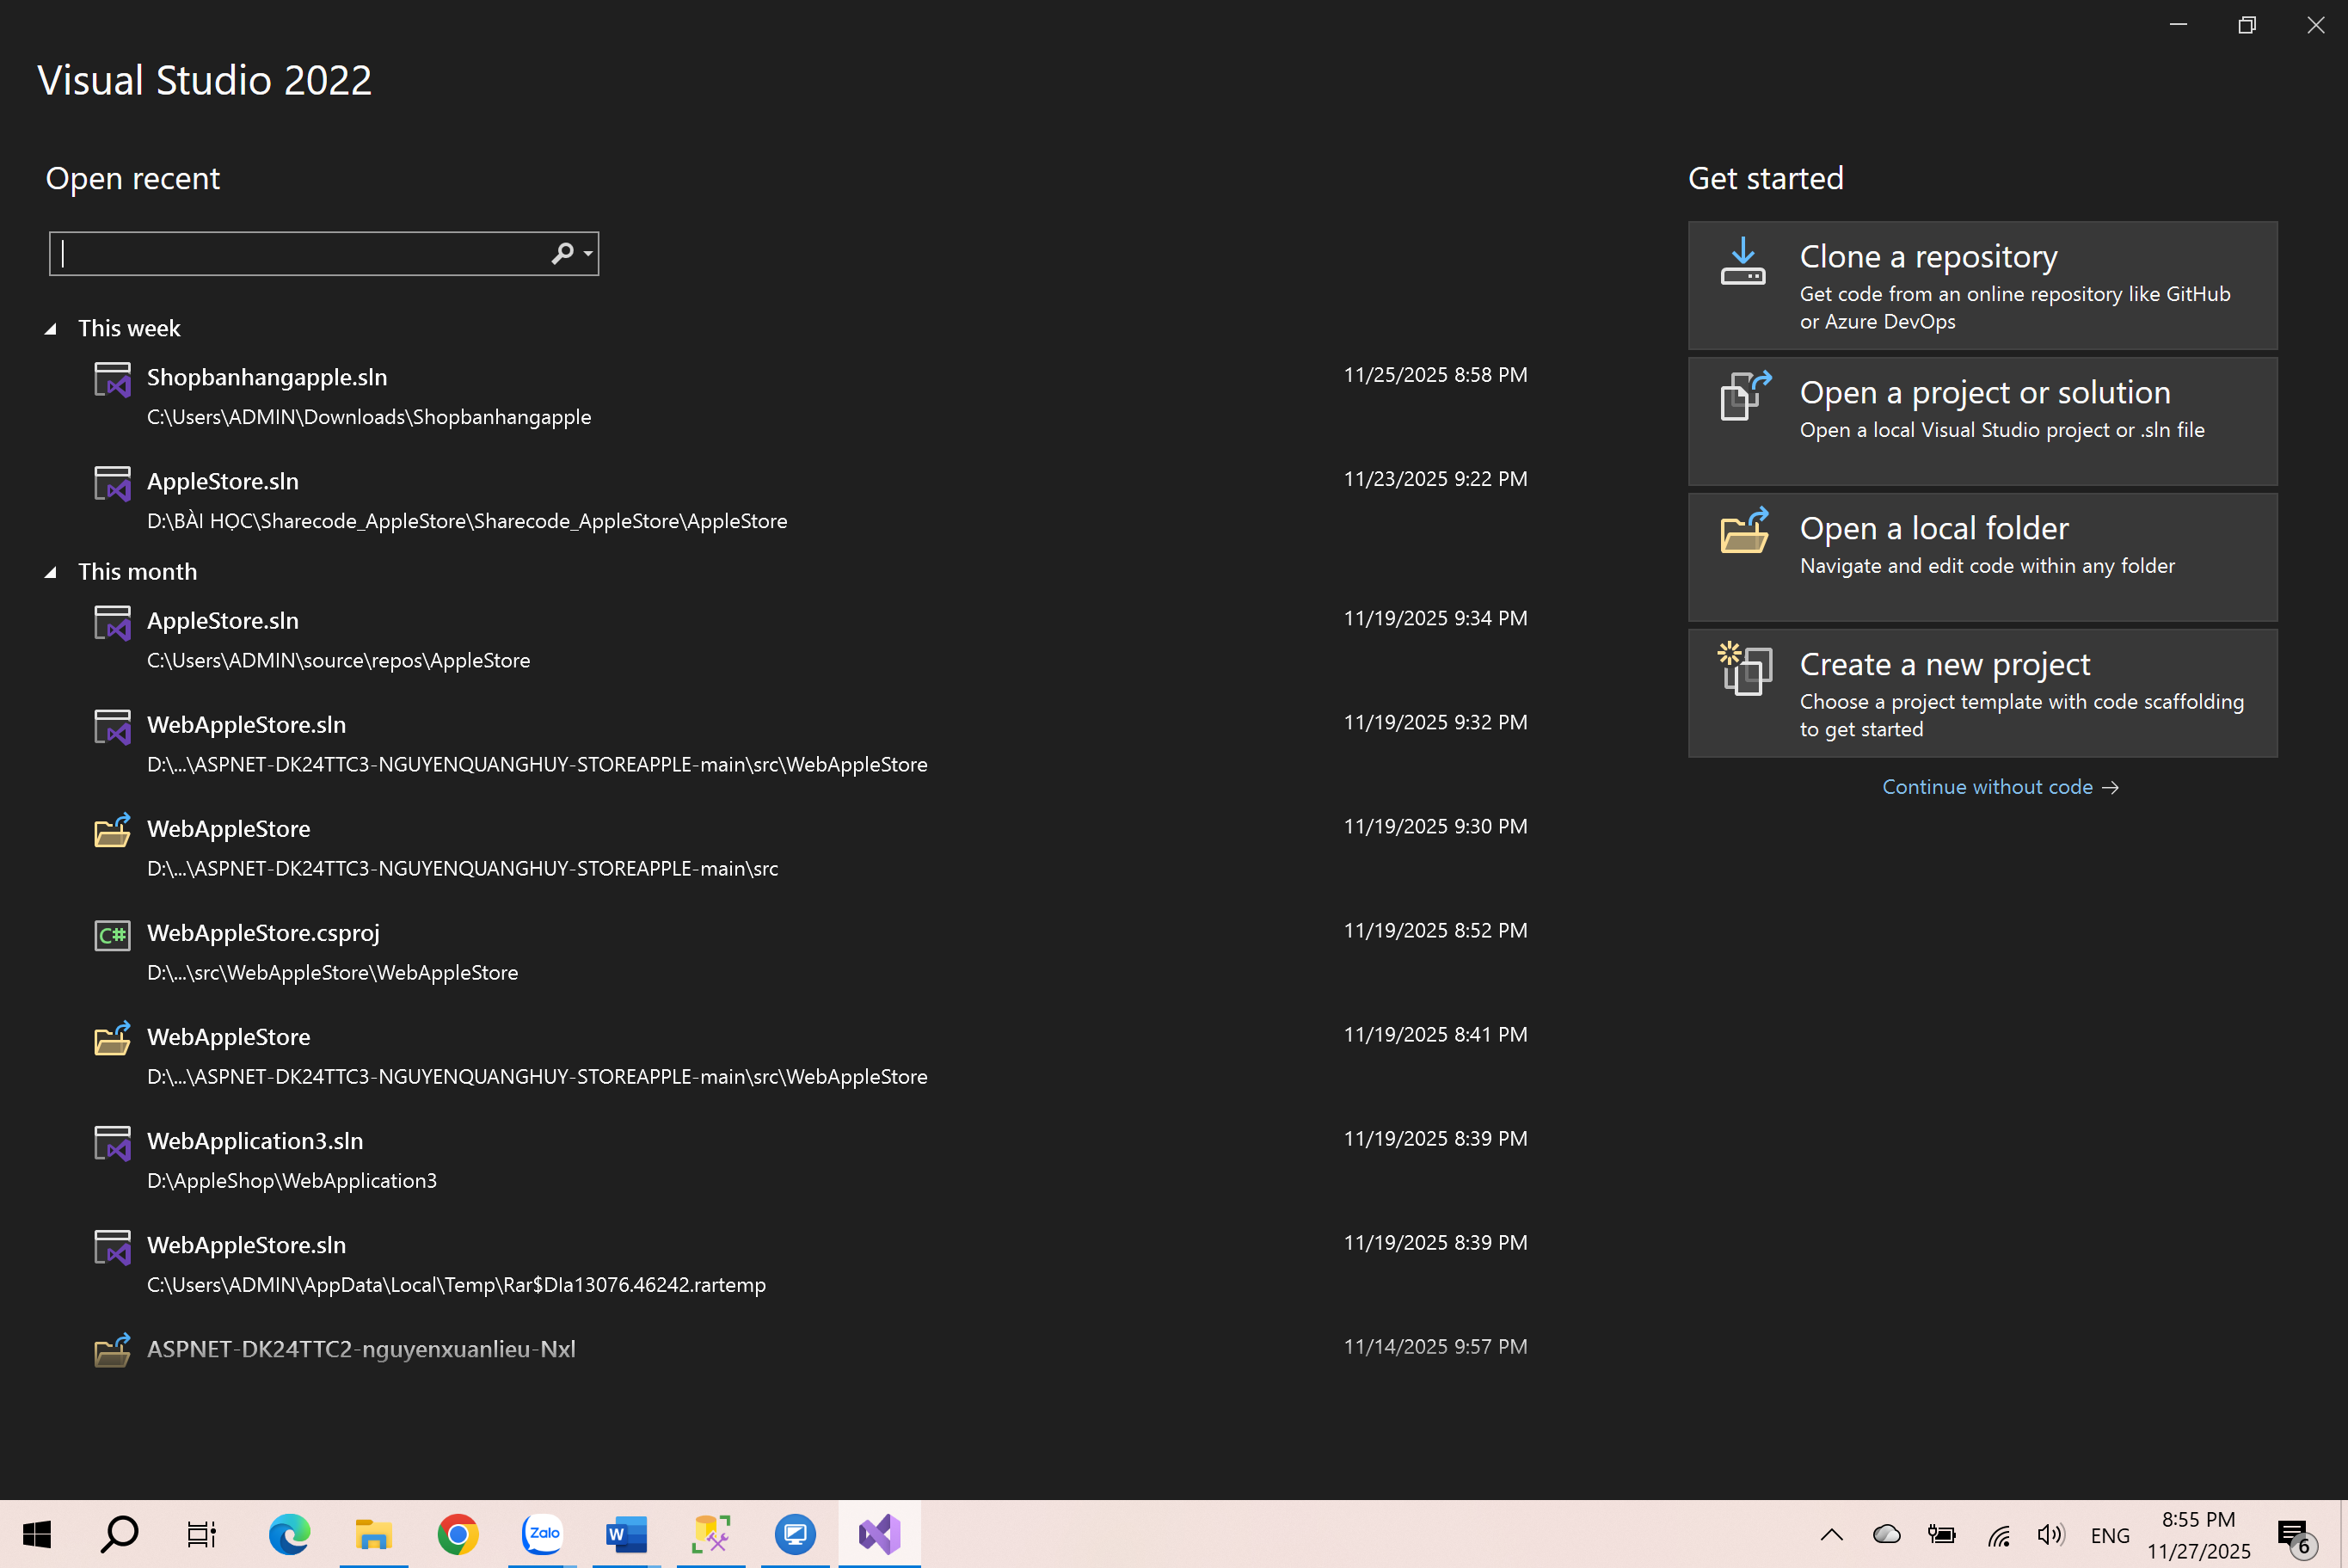 Visual Studio 2022
Open recent
This week
Shopbanhangapple.sln
11/25/2025 8:58 PM
C:\Users\ADMIN\Downloads\Shopbanhangapple
AppleStore.sln
11/23/2025 9:22 PM
D:\BÀI HỌC\Sharecode_AppleStore\Sharecode_AppleStore\AppleStore
This month
AppleStore.sln
11/19/2025 9:34 PM
C:\Users\ADMIN\source\repos\AppleStore
WebAppleStore.sln
11/19/2025 9:32 PM
D:\...\ASPNET-DK24TTC3-NGUYENQUANGHUY-STOREAPPLE-main\src\WebAppleStore
WebAppleStore
11/19/2025 9:30 PM
D:\...\ASPNET-DK24TTC3-NGUYENQUANGHUY-STOREAPPLE-main\src
C# WebAppleStore.csproj
11/19/2025 8:52 PM
D:\...\src\WebAppleStore\WebAppleStore
WebAppleStore
11/19/2025 8:41 PM
D:\...\ASPNET-DK24TTC3-NGUYENQUANGHUY-STOREAPPLE-main\src\WebAppleStore
WebApplication3.sln
11/19/2025 8:39 PM
D:\AppleShop\WebApplication3
WebAppleStore.sln
11/19/2025 8:39 PM
C:\Users\ADMIN\AppData\Local\Temp\Rar$DIa13076.46242.rartemp
ASPNET-DK24TTC2-nguyenxuanlieu-Nxl
11/14/2025 9:57 PM
Get started
Clone a repository
Get code from an online repository like GitHub
or Azure DevOps
Open a project or solution
Open a local Visual Studio project or .sln file
Open a local folder
Navigate and edit code within any folder
Create a new project
Choose a project template with code scaffolding
to get started
Continue without code →
Zalo
W
ENG
8:55 PM
11/27/2025
6